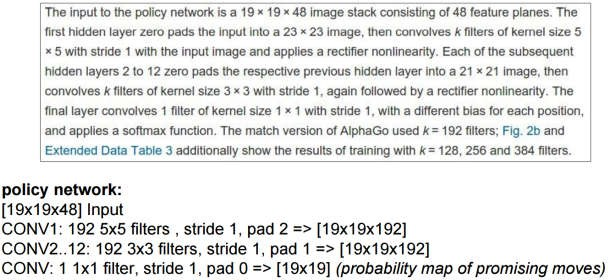 The input to the policy network is a 19 × 19 × 48 image stack consisting of 48 feature planes. The
first hidden layer zero pads the input into a 23 × 23 image, then convolves k filters of kernel size 5
× 5 with stride 1 with the input image and applies a rectifier nonlinearity. Each of the subsequent
hidden layers 2 to 12 zero pads the respective previous hidden layer into a 21 × 21 image, then
convolves k filters of kernel size 3 × 3 with stride 1, again followed by a rectifier nonlinearity. The
final layer convolves 1 filter of kernel size 1 × 1 with stride 1, with a different bias for each position,
and applies a softmax function. The match version of AlphaGo used k = 192 filters; Fig. 2b and
Extended Data Table 3 additionally show the results of training with k = 128, 256 and 384 filters.
policy network:
[19x19x48] Input
CONV1: 192 5x5 filters , stride 1, pad 2 => [19x19x192]
CONV2..12: 192 3x3 filters, stride 1, pad 1 => [19x19x192]
CONV: 1 1x1 filter, stride 1, pad 0 => [19x19] (probability map of promising moves)